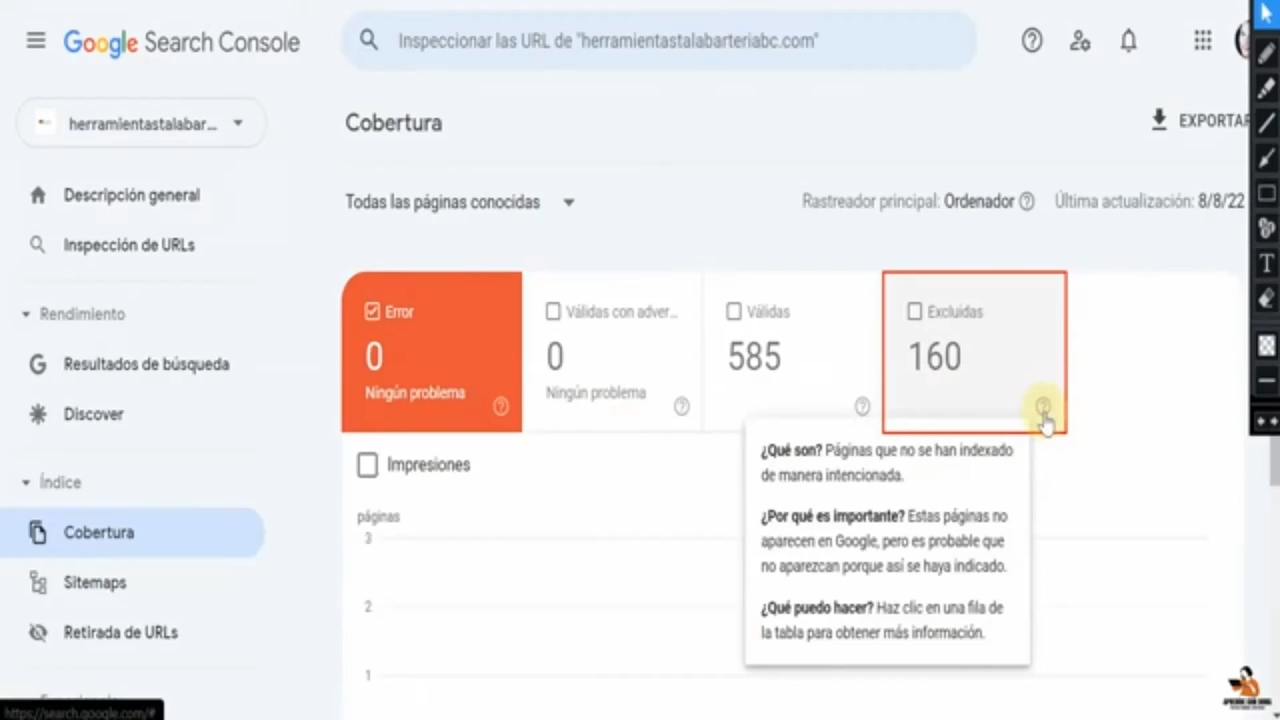 Google Search Console
Inspeccionar las URL de "herramientastalabarteriabc.com"
herramientastalabar...
Cobertura
EXPORTAR
Descripción general
Todas las páginas conocidas
Rastreador principal: Ordenador
Última actualización: 8/8/22
Inspección de URLs
Rendimiento
Error
Válidas con adver...
Válidas
Excluidas
Resultados de búsqueda
0
0
585
160
Ningún problema
Ningún problema
Discover
¿Qué son? Páginas que no se han indexado
de manera intencionada.
¿Por qué es importante? Estas páginas no
aparecen en Google, pero es probable que
no aparezcan porque así se haya indicado.
¿Qué puedo hacer? Haz clic en una fila de
la tabla para obtener más información.
Impresiones
Índice
páginas
3
Cobertura
Sitemaps
2
Retirada de URLs
1
https://search.google.com/#
T